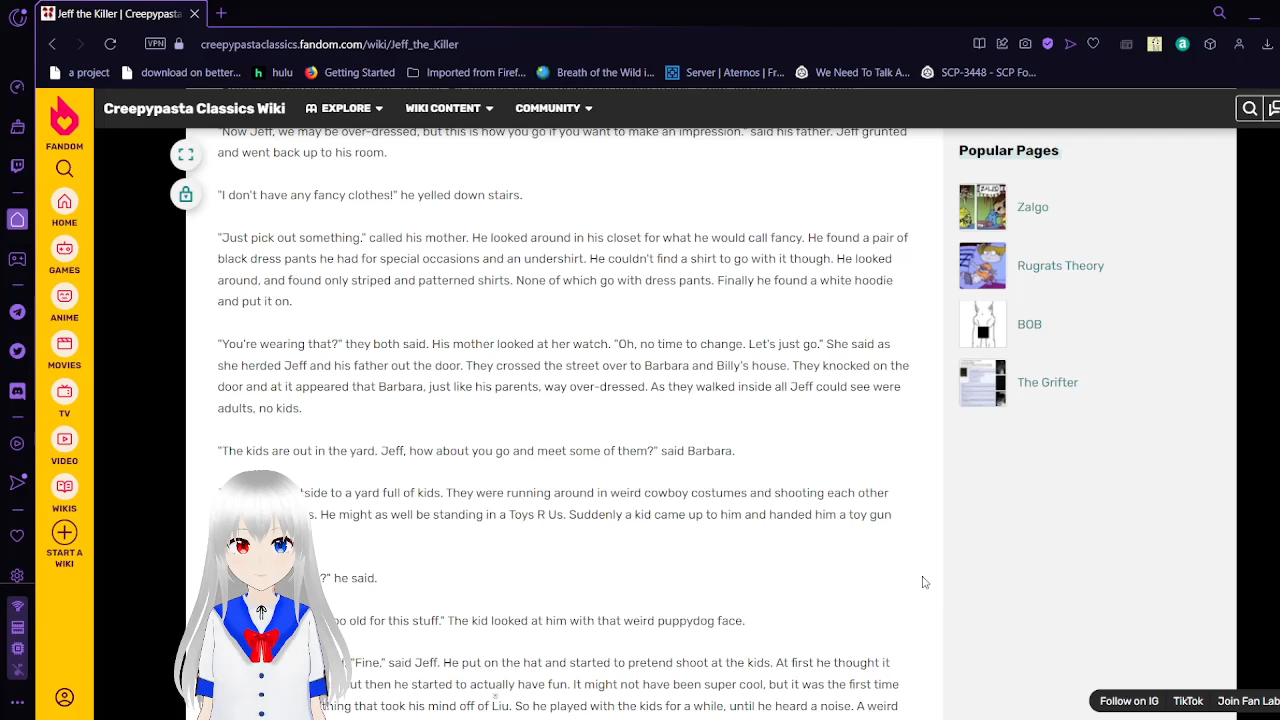 Jeff the Killer | Creepypasta
creepypastaclassics.fandom.com/wiki/Jeff_the_Killer
VPN
a project
download on better...
hulu
Getting Started
Imported from Firef...
Breath of the Wild i...
Server | Aternos | Fr...
We Need To Talk A...
SCP-3448 - SCP Fo...
Creepypasta Classics Wiki
EXPLORE
WIKI CONTENT
COMMUNITY
FANDOM
HOME
GAMES
ANIME
MOVIES
TV
VIDEO
WIKIS
START A
WIKI
"Now Jeff, we may be over-dressed, but this is how you go if you want to make an impression." said his father. Jeff grunted
and went back up to his room.
"I don't have any fancy clothes!" he yelled down stairs.
"Just pick out something," called his mother. He looked around in his closet for what he would call fancy. He found a pair of
black dress pants he had for special occasions and an undershirt. He couldn't find a shirt to go with it though. He looked
around, and found only striped and patterned shirts. None of which go with dress pants. Finally he found a white hoodie
and put it on.
"You're wearing that?" they both said. His mother looked at her watch. "Oh, no time to change. Let's just go." She said as
she herded Jeff and his father out the door. They crossed the street over to Barbara and Billy's house. They knocked on the
door and at it appeared that Barbara, just like his parents, way over-dressed. As they walked inside all Jeff could see were
adults, no kids.
"The kids are out in the yard. Jeff, how about you go and meet some of them?" said Barbara.
side to a yard full of kids. They were running around in weird cowboy costumes and shooting each other
s. He might as well be standing in a Toys R Us. Suddenly a kid came up to him and handed him a toy gun
?" he said.
oo old for this stuff." The kid looked at him with that weird puppydog face.
"Fine," said Jeff. He put on the hat and started to pretend shoot at the kids. At first he thought it
ut then he started to actually have fun. It might not have been super cool, but it was the first time
thing that took his mind off of Liu. So he played with the kids for a while, until he heard a noise. A weird
Popular Pages
Zalgo
Rugrats Theory
BOB
The Grifter
Follow on IG
TikTok
Join Fan Lab